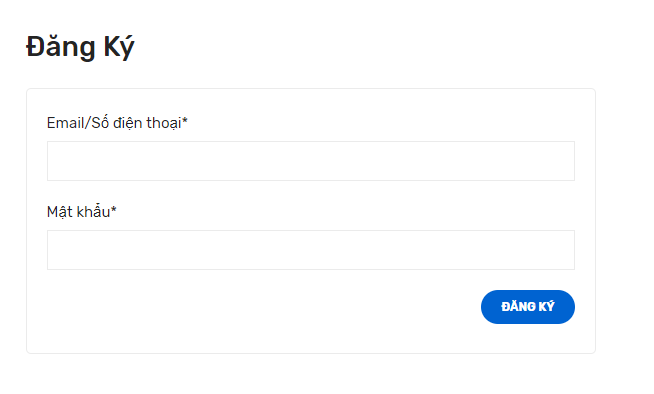 Đăng Ký
Email/Số điện thoại*
Mật khẩu*
ĐĂNG KÝ